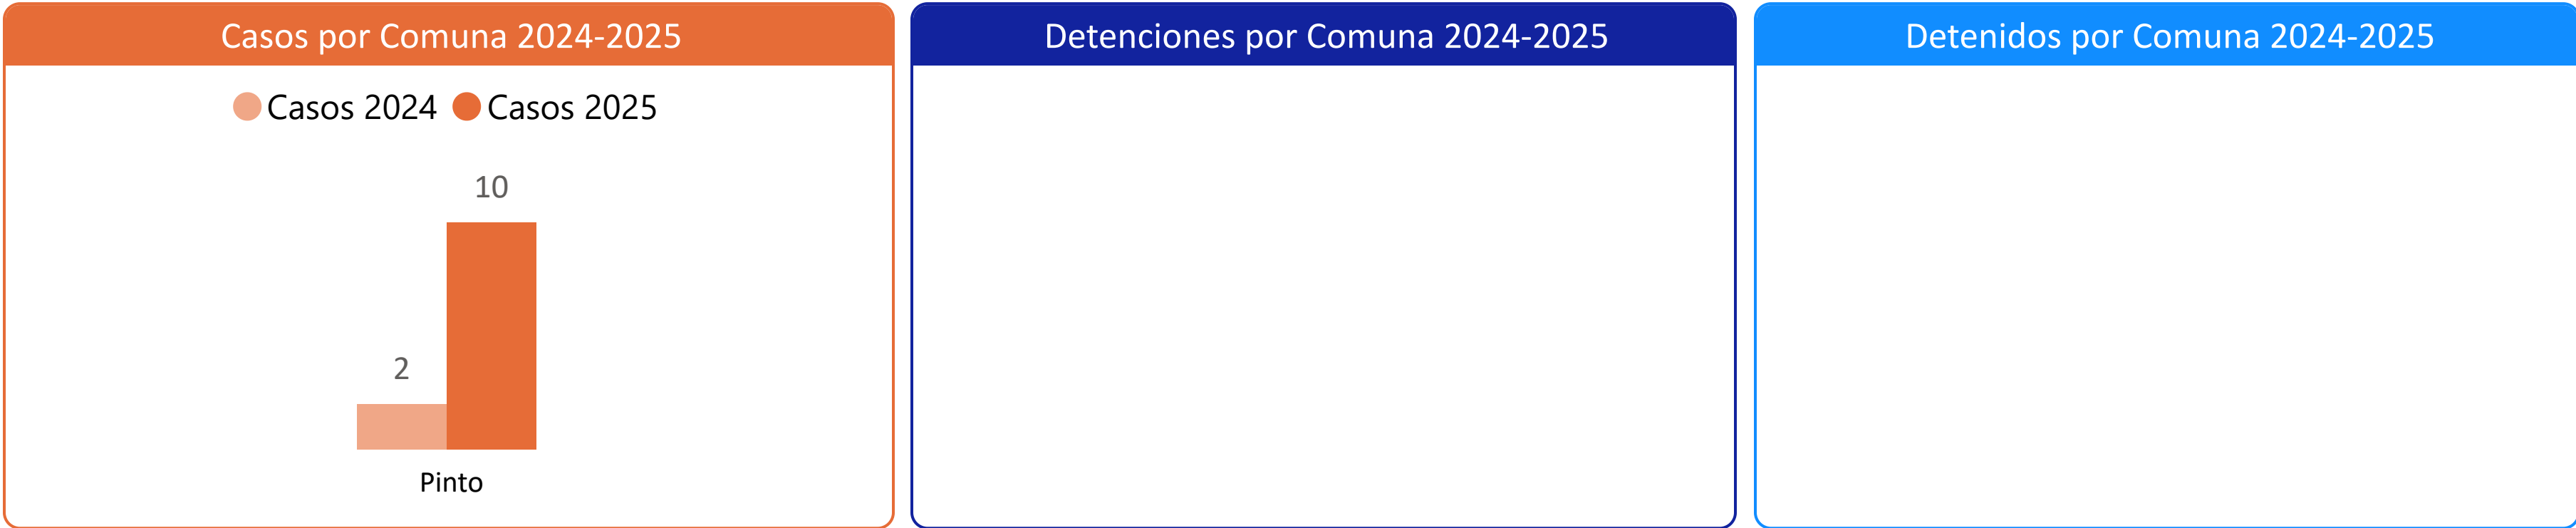 Casos por Comuna 2024-2025
Casos 2024 Casos 2025
10
2
Pinto
Detenciones por Comuna 2024-2025
Detenidos por Comuna 2024-2025